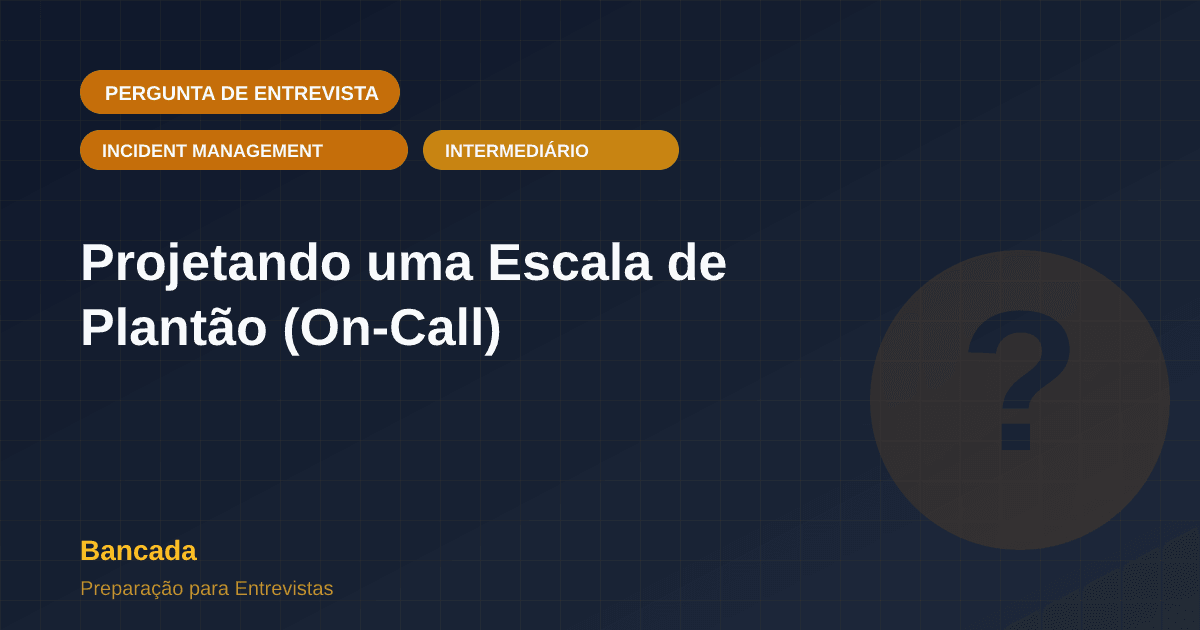 PERGUNTA DE ENTREVISTA
INCIDENT MANAGEMENT
INTERMEDIÁRIO
Projetando uma Escala de
Plantão (On-Call)
?
Bancada
Preparação para Entrevistas